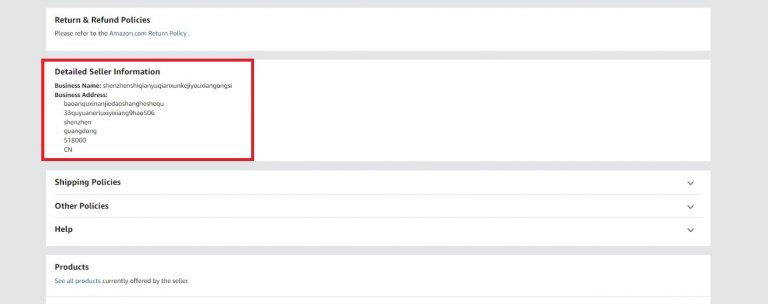 Return & Refund Policies
Please refer to the Amazon.com Return Policy .
Detailed Seller Information
Business Name: shenzhenshiqianyuqianxunkejiyouxiangongsi
Business Address:
baoanquxinanjiedaoshangheshequ
33quyuanerluxiyixiang9hao506
shenzhen
guangdong
518000
CN
Shipping Policies
Other Policies
Help
Products
See all products currently offered by the seller.